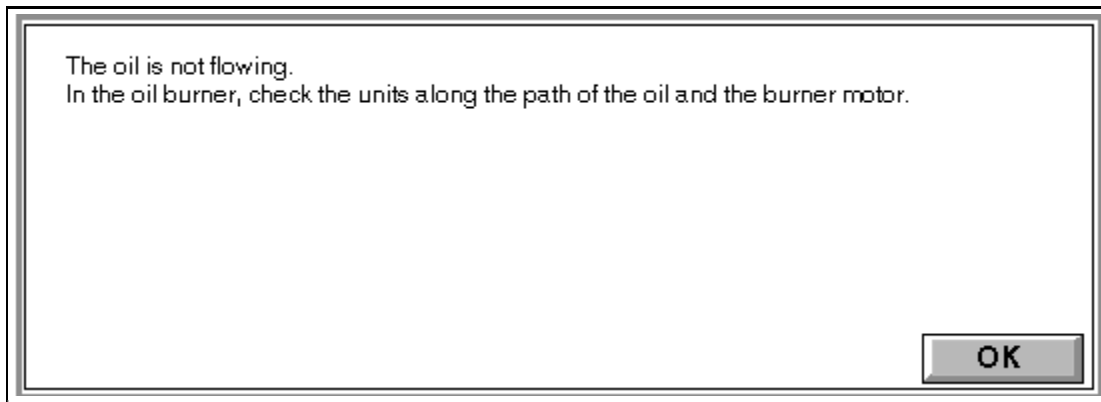 The oil is not flowing.
In the oil burner, check the units along the path of the oil and the burner motor.
OK